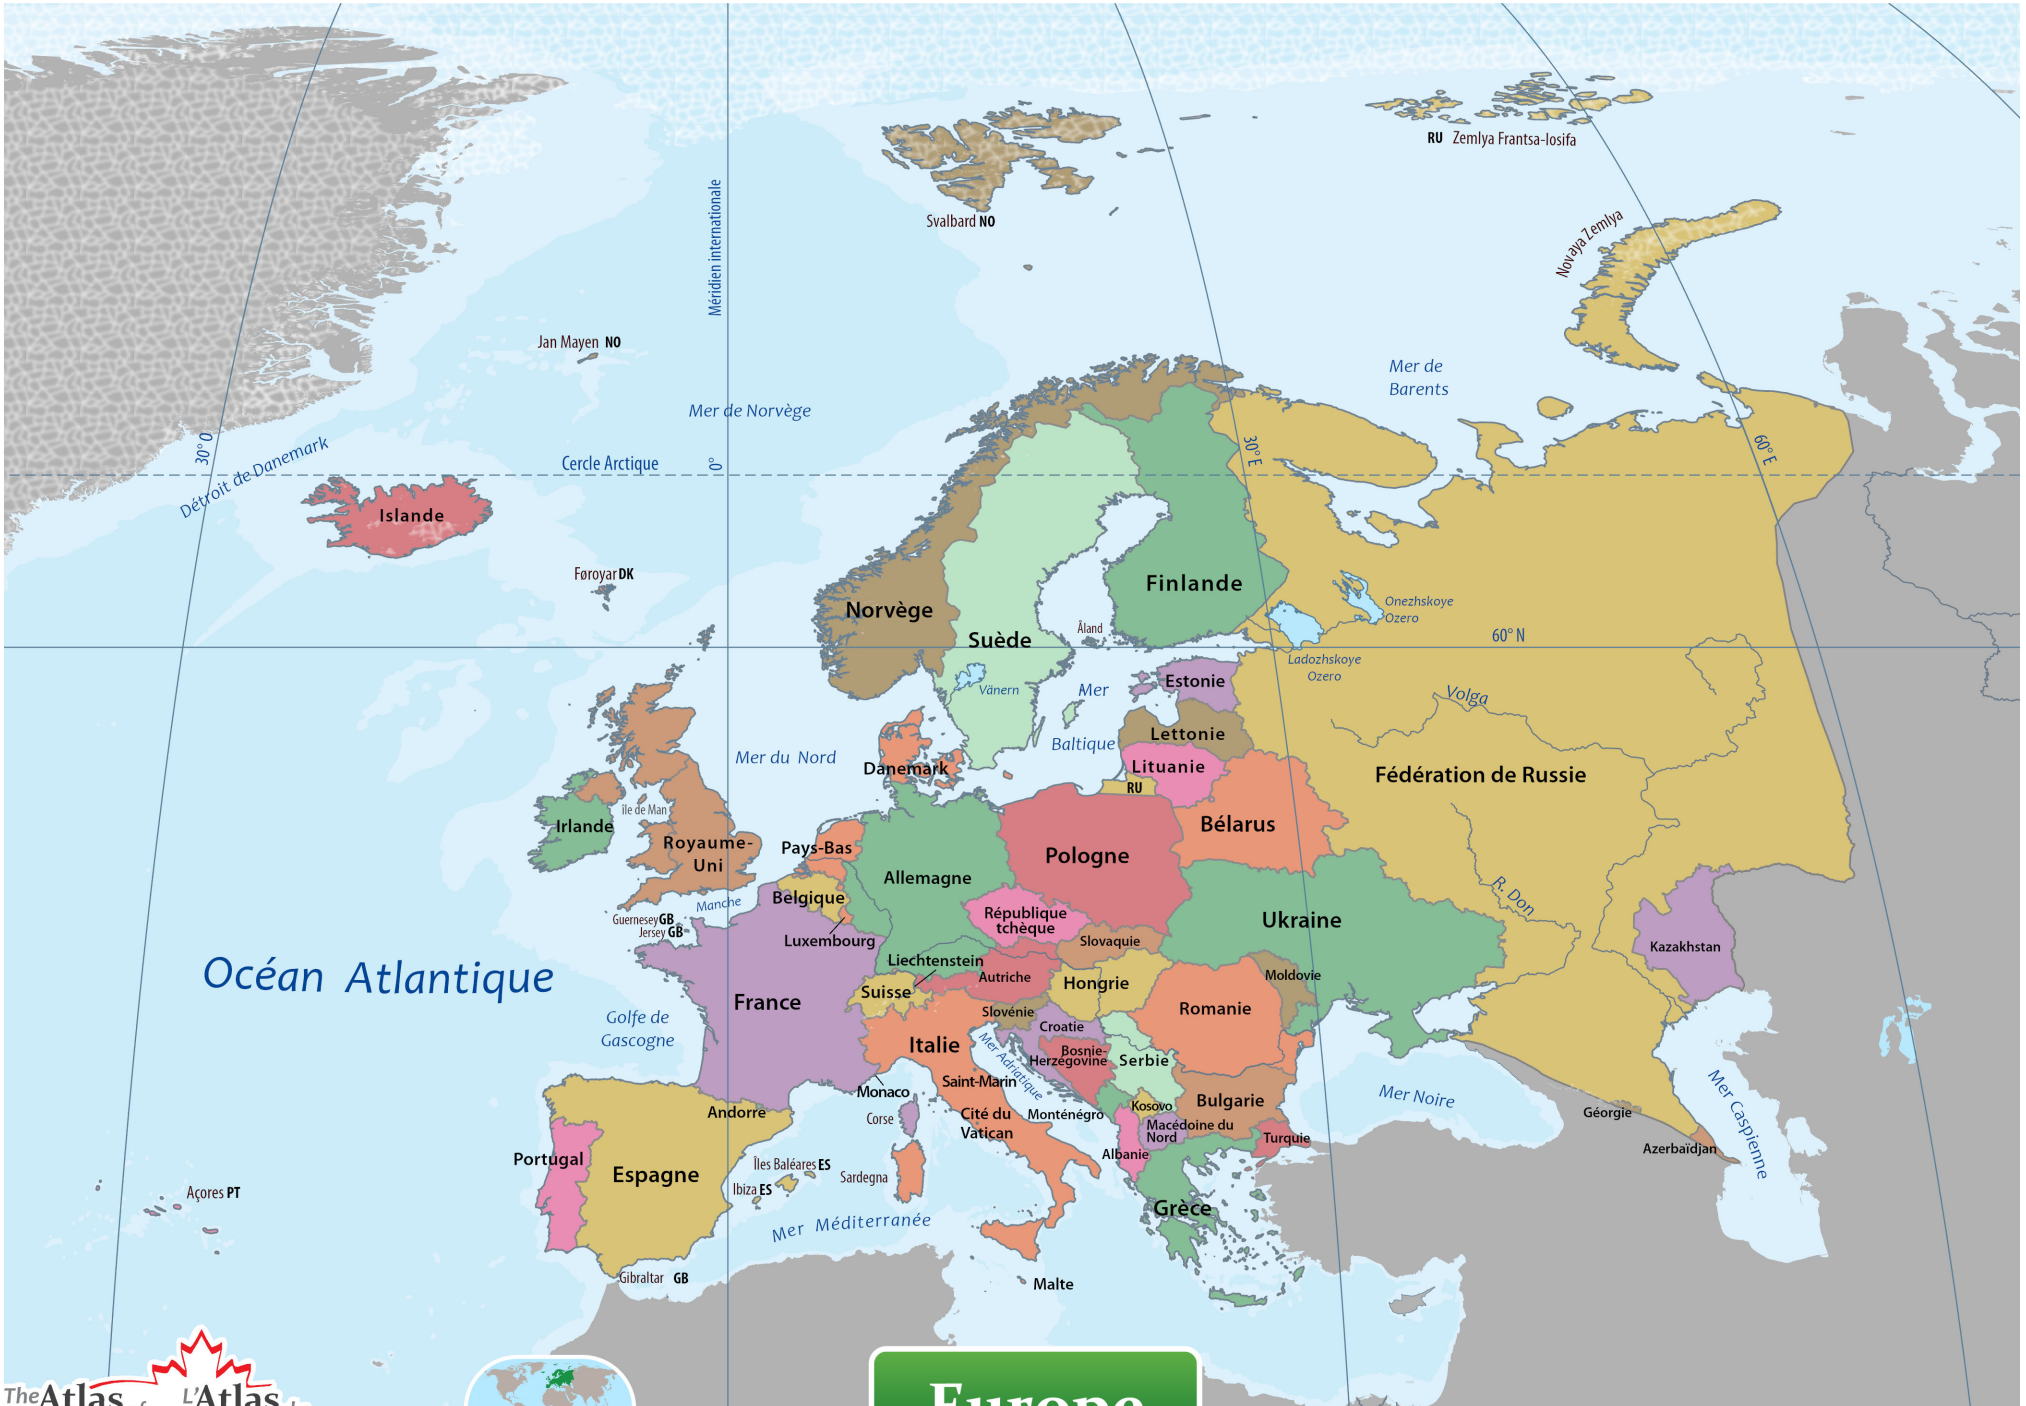 RU Zemlya Frantsa-Iosifa
Svalbard NO
Novaya Zemlya
Méridien internationale
Jan Mayen NO
Mer de
Barents
Mer de Norvège
30° O
Détroit de Danemark
Cercle Arctique
0°
30° E
60° E
Islande
Føroyar DK
Finlande
Norvège
Onezhskoye
Ozero
Suède
Åland
60° N
Ladozhskoye
Ozero
Vänern
Mer
Baltique
Estonie
Volga
Lettonie
Mer du Nord
Danemark
Lituanie
RU
Fédération de Russie
île de Man
Irlande
Royaume-
Uni
Pays-Bas
Bélarus
Pologne
Allemagne
Belgique
Manche
R. Don
Guernesey GB
Jersey GB
République
tchèque
Ukraine
Luxembourg
Slovaquie
Kazakhstan
Océan Atlantique
Liechtenstein
Autriche
Moldovie
Suisse
Hongrie
France
Romanie
Slovénie
Golfe de
Gascogne
Croatie
Italie
Bosnie-
Herzégovine
Serbie
Mer Adriatique
Saint-Marin
Monaco
Mer Noire
Mer Caspienne
Andorre
Corse
Cité du
Vatican
Monténégro
Kosovo
Bulgarie
Géorgie
Macédoine du
Nord
Turquie
Azerbaïdjan
Albanie
Portugal
Espagne
Îles Baléares ES
Ibiza ES
Sardegna
Açores PT
Grèce
Mer Méditerranée
Gibraltar GB
Malte
The Atlas
L'Atlas
Europe